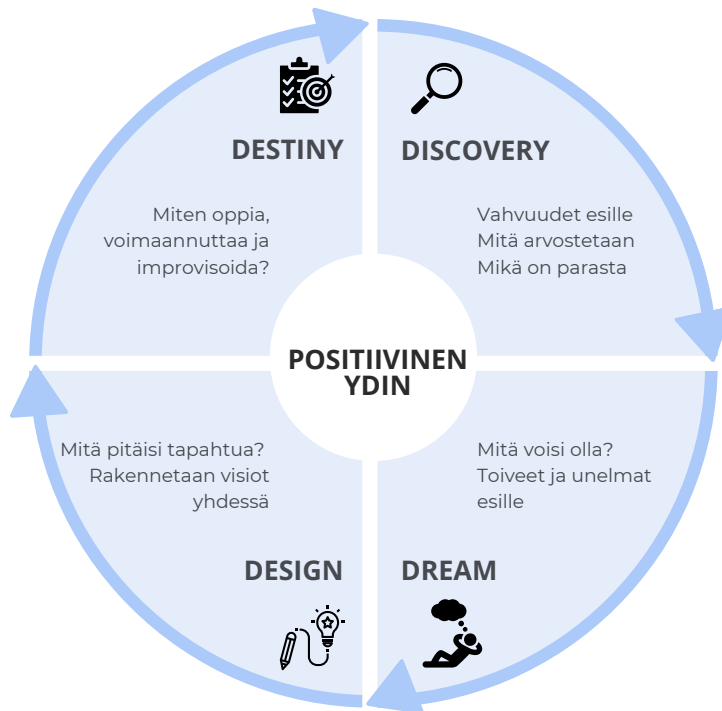 DESTINY
Miten oppia,
voimaannuttaa ja
improvisoida?
DISCOVERY
Vahvuudet esille
Mitä arvostetaan
Mikä on parasta
POSITIIVINEN
YDIN
Mitä pitäisi tapahtua?
Rakennetaan visiot
yhdessä
DESIGN
Mitä voisi olla?
Toiveet ja unelmat
esille
DREAM